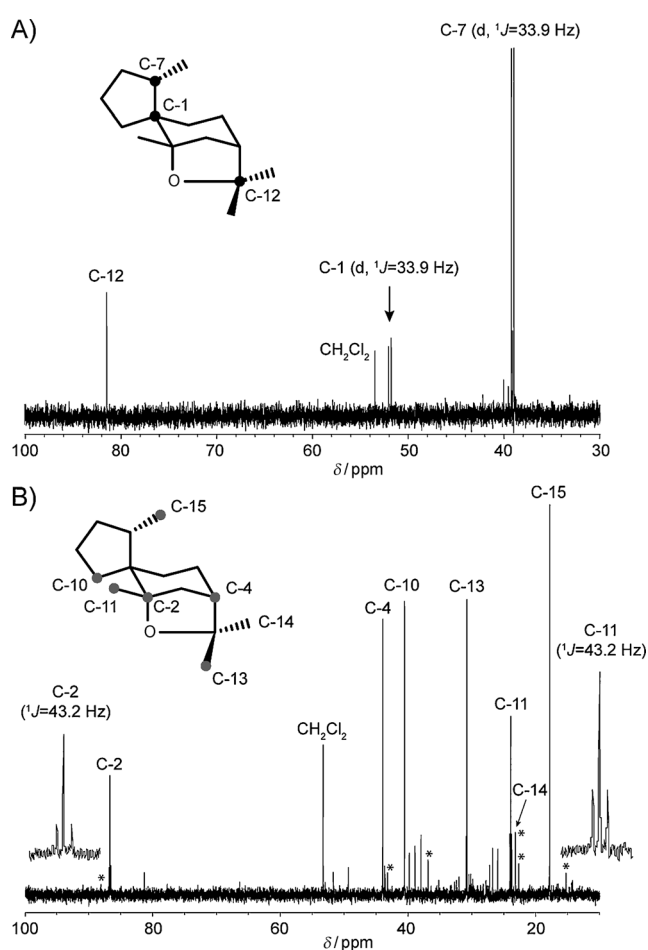 A)
C-7 (d, ¹J=33.9 Hz)
C-7
C-1
O
C-12
C-12
C-1 (d, ¹J=33.9 Hz)
CH₂Cl₂
100 90 80 70 60 50 40 30
δ / ppm
B)
C-15
C-15
C-10
C-11
C-2
C-4
O
C-14
C-13
C-4
C-10
C-13
C-11
(¹J=43.2 Hz)
C-2
(¹J=43.2 Hz)
C-11
CH₂Cl₂
C-2
C-14
* * * * * *
100 80 60 40 20
δ / ppm